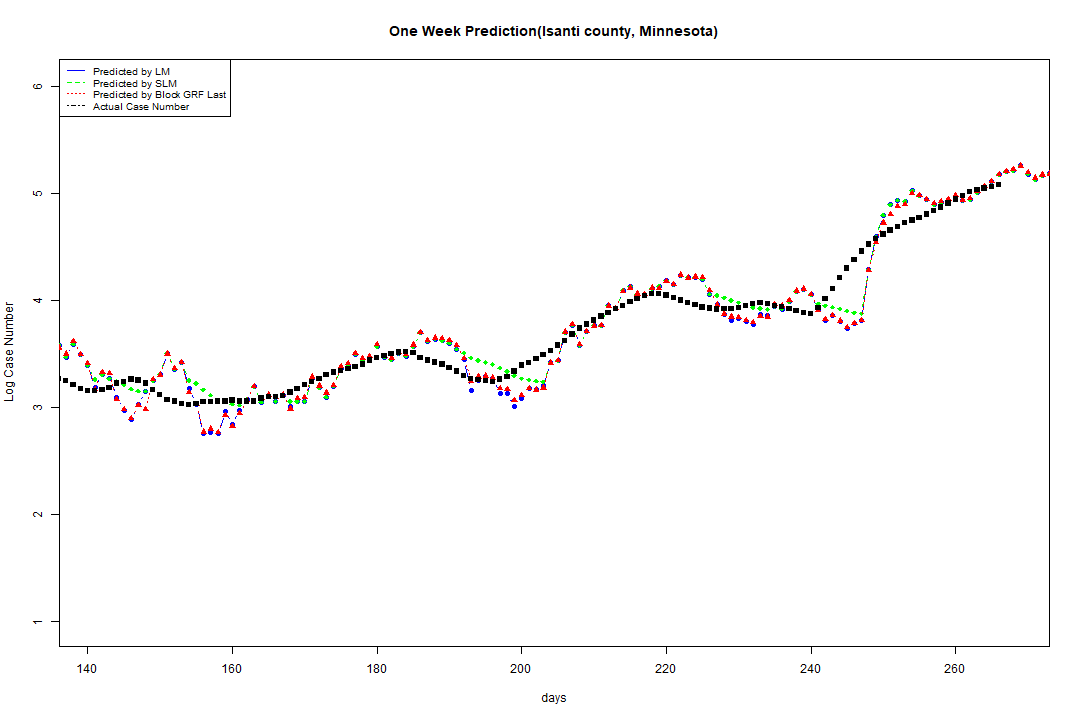 One Week Prediction(Isanti county, Minnesota)
Predicted by LM
Predicted by SLM
Predicted by Block GRF Last
Actual Case Number
Log Case Number
6
5
4
3
2
1
140 160 180 200 220 240 260
days